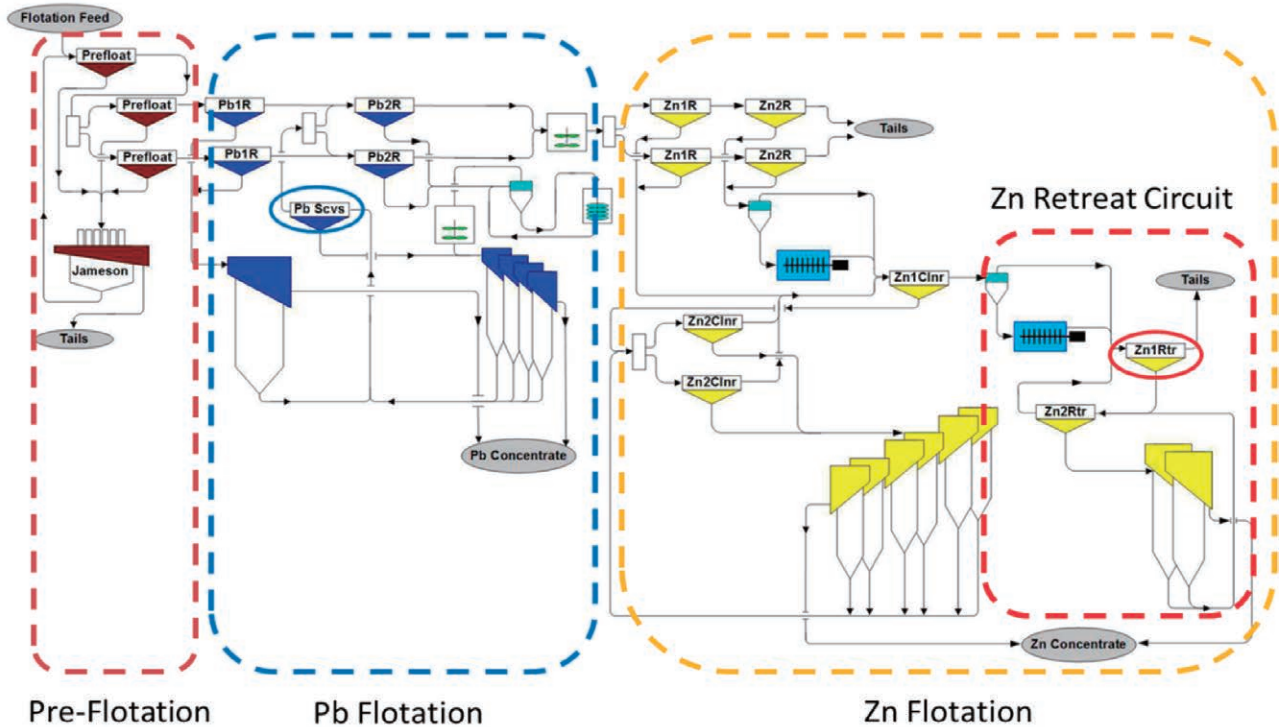 Flotation Feed
Prefloat
Prefloat
Prefloat
Jameson
Tails
Pb1R
Pb2R
Pb1R
Pb2R
Pb Scvs
Pb Concentrate
Zn1R
Zn2R
Tails
Zn1R
Zn2R
Zn Retreat Circuit
Zn1Clnr
Tails
Zn2Clnr
Zn1Rtr
Zn2Clnr
Zn2Rtr
Zn Concentrate
Pre-Flotation
Pb Flotation
Zn Flotation